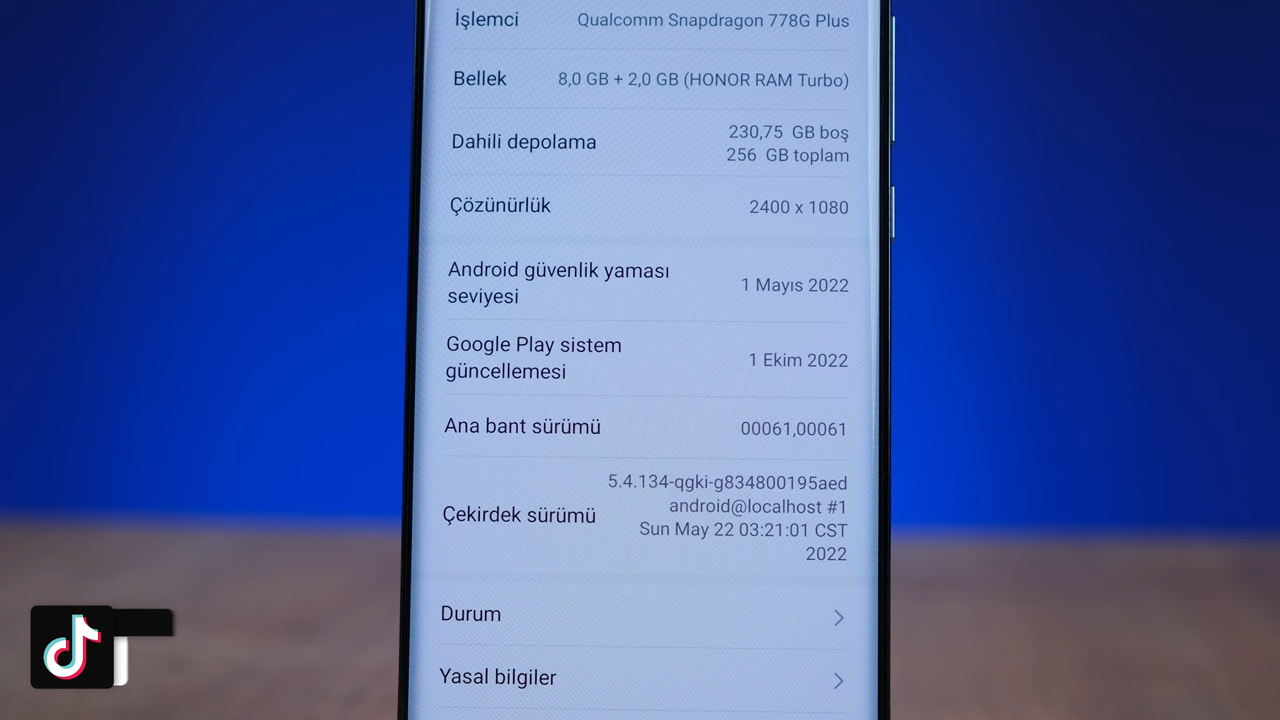 İşlemci
Qualcomm Snapdragon 778G Plus
Bellek
8,0 GB + 2,0 GB (HONOR RAM Turbo)
Dahili depolama
230,75 GB boş
256 GB toplam
Çözünürlük
2400 x 1080
Android güvenlik yaması
seviyesi
1 Mayıs 2022
Google Play sistem
güncellemesi
1 Ekim 2022
Ana bant sürümü
00061,00061
Çekirdek sürümü
5.4.134-qgki-g834800195aed
android@localhost #1
Sun May 22 03:21:01 CST
2022
Durum
Yasal bilgiler